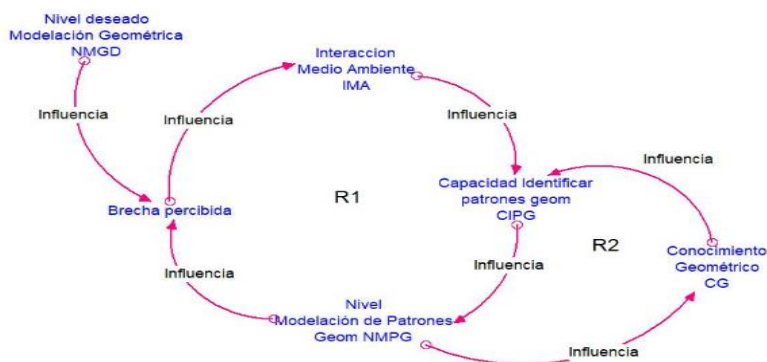 Nivel deseado
Modelación Geométrica
NMGD
Interaccion
Medio Ambiente
IMA
Influencia
Influencia
Influencia
Influencia
Capacidad Identificar
patrones geom
CIPG
R1
Brecha percibida
R2
Conocimiento
Geométrico
CG
Influencia
Influencia
Nivel
Modelación de Patrones
Geom NMPG
Influencia